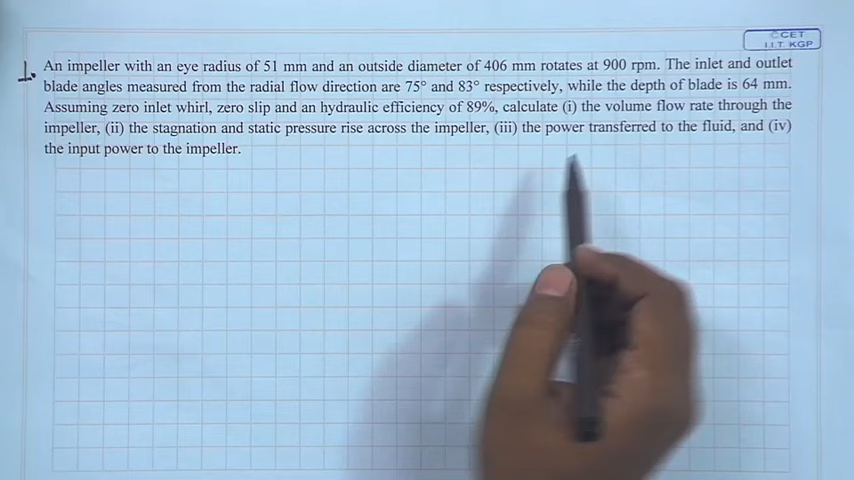 © CET
I.I.T. KGP
1. An impeller with an eye radius of 51 mm and an outside diameter of 406 mm rotates at 900 rpm. The inlet and outlet
blade angles measured from the radial flow direction are 75° and 83° respectively, while the depth of blade is 64 mm.
Assuming zero inlet whirl, zero slip and an hydraulic efficiency of 89%, calculate (i) the volume flow rate through the
impeller, (ii) the stagnation and static pressure rise across the impeller, (iii) the power transferred to the fluid, and (iv)
the input power to the impeller.